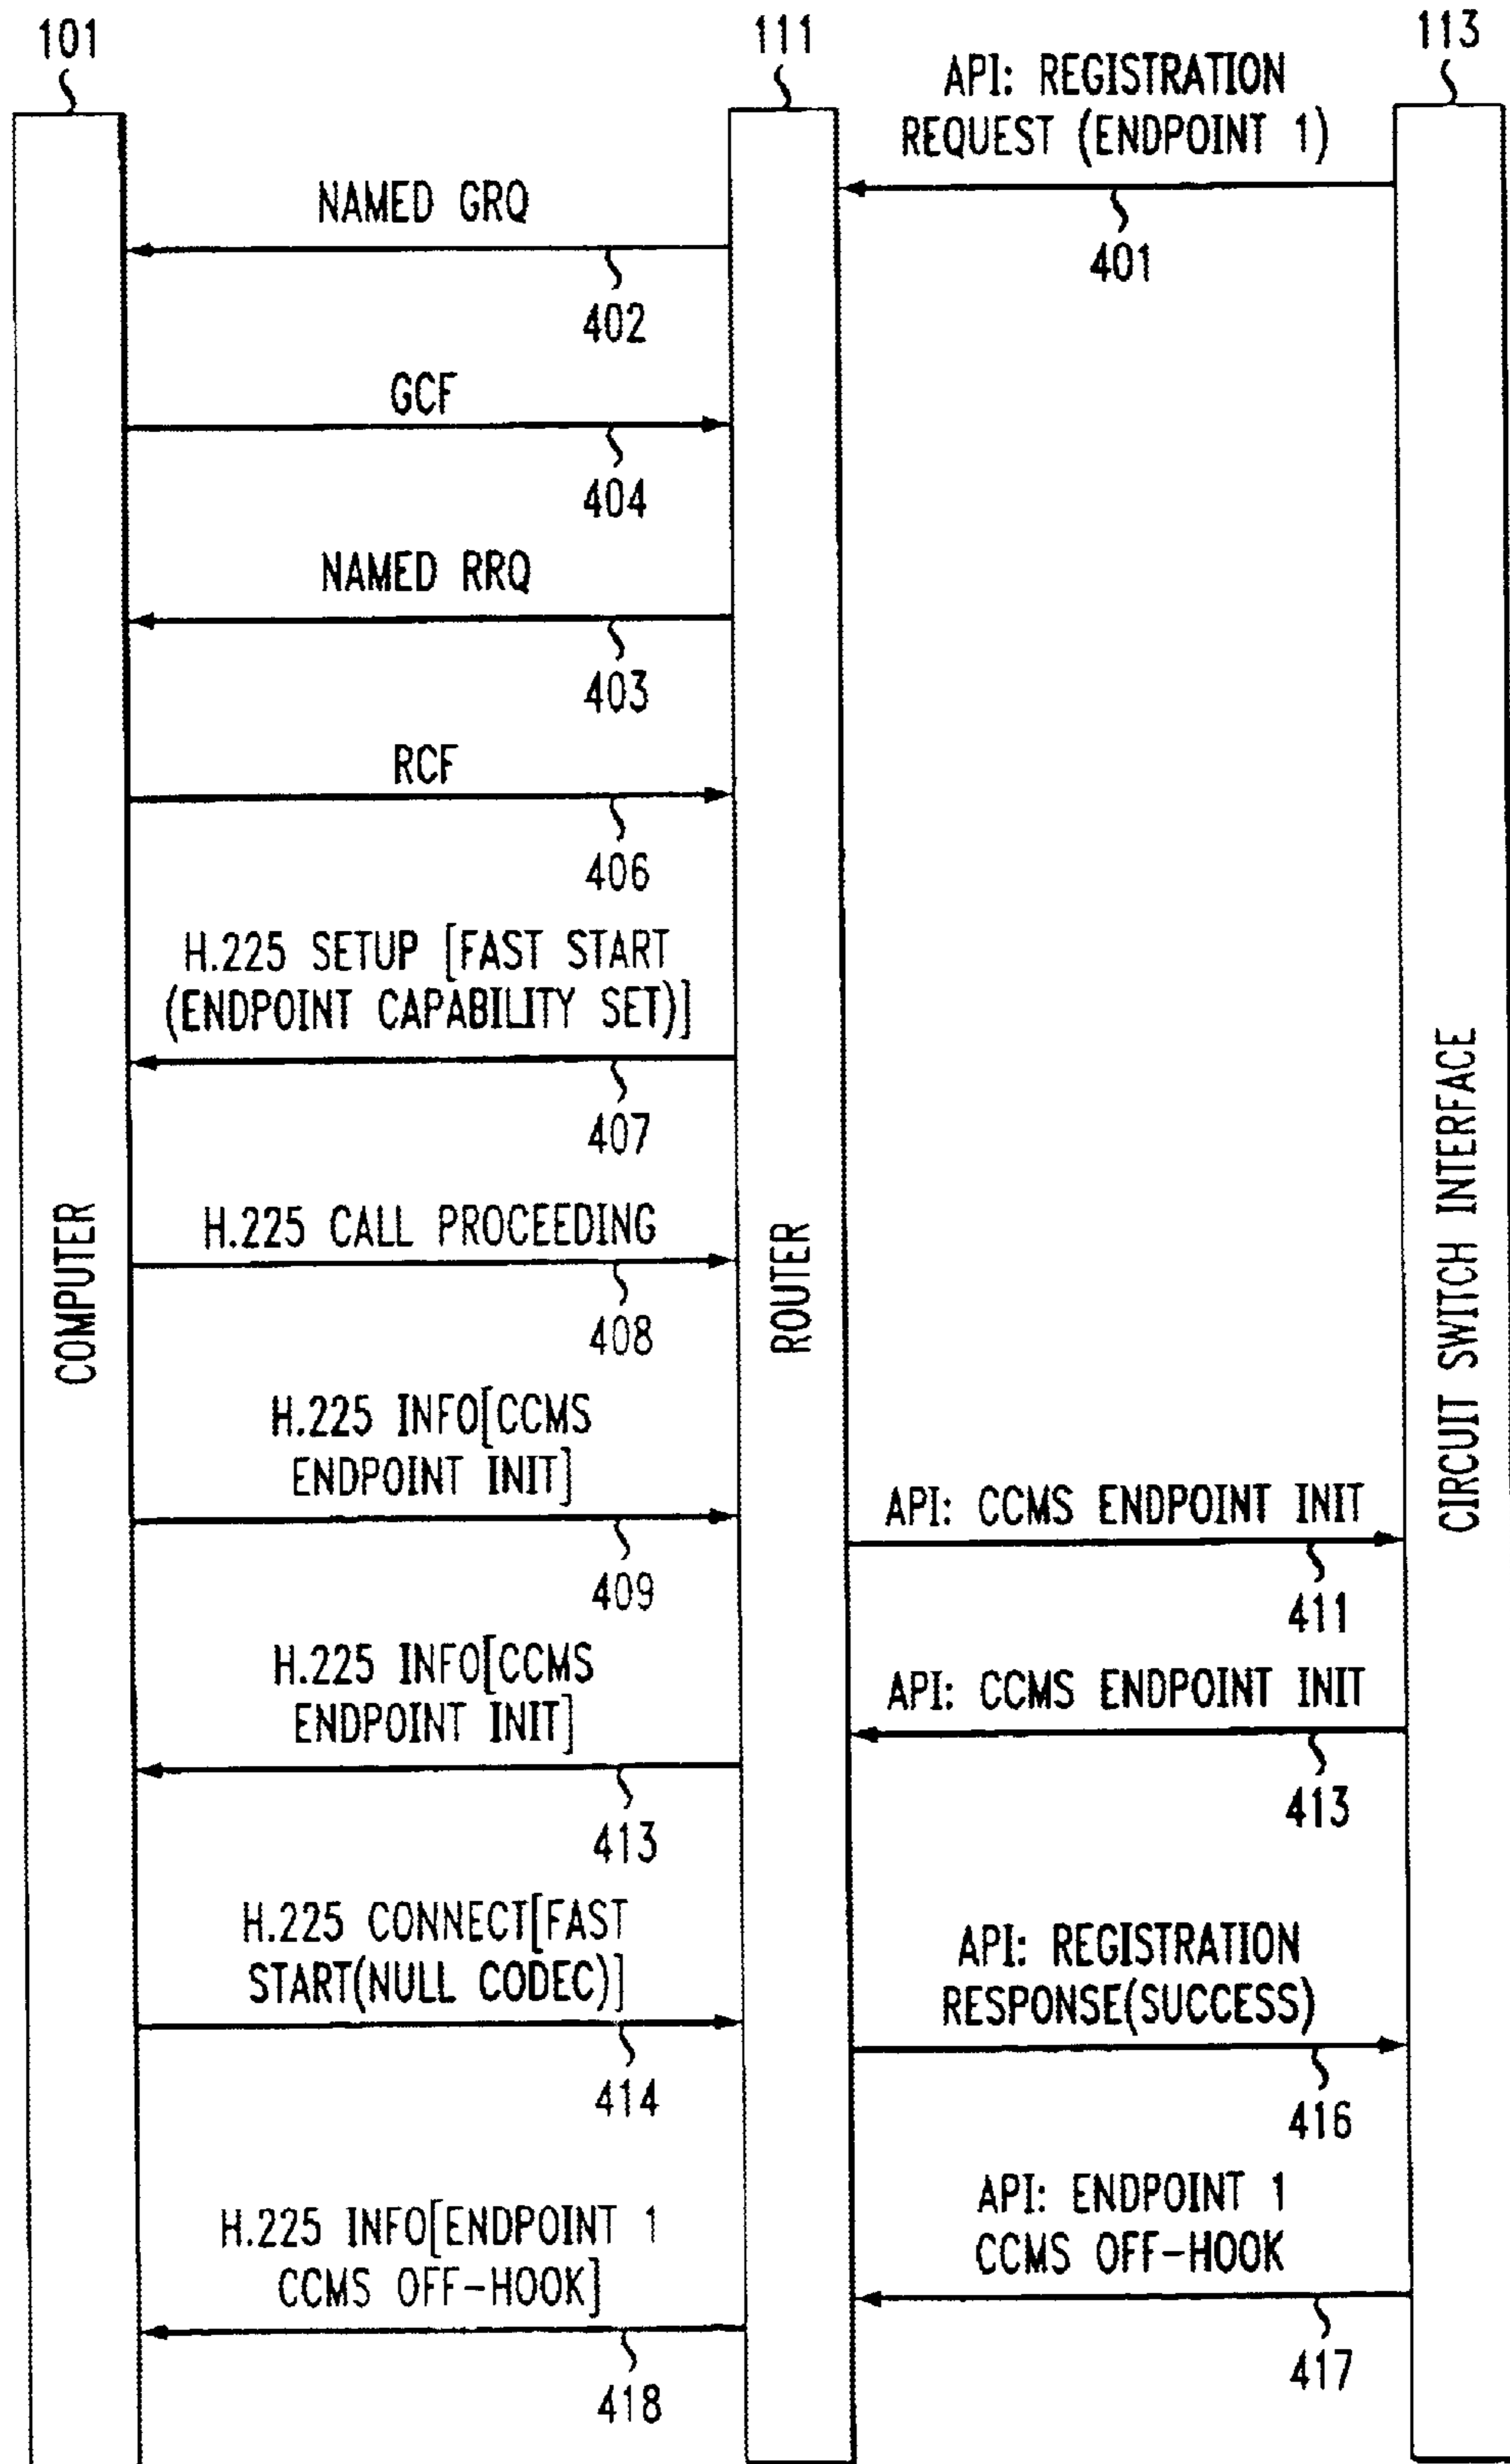 101
111
113
API: REGISTRATION
REQUEST (ENDPOINT 1)
401
NAMED GRQ
402
GCF
404
NAMED RRQ
403
RCF
406
H.225 SETUP [FAST START
(ENDPOINT CAPABILITY SET)]
407
COMPUTER
ROUTER
CIRCUIT SWITCH INTERFACE
H.225 CALL PROCEEDING
408
H.225 INFO[CCMS
ENDPOINT INIT]
409
API: CCMS ENDPOINT INIT
411
H.225 INFO[CCMS
ENDPOINT INIT]
413
API: CCMS ENDPOINT INIT
413
H.225 CONNECT[FAST
START(NULL CODEC)]
414
API: REGISTRATION
RESPONSE(SUCCESS)
416
API: ENDPOINT 1
CCMS OFF-HOOK
417
H.225 INFO[ENDPOINT 1
CCMS OFF-HOOK]
418